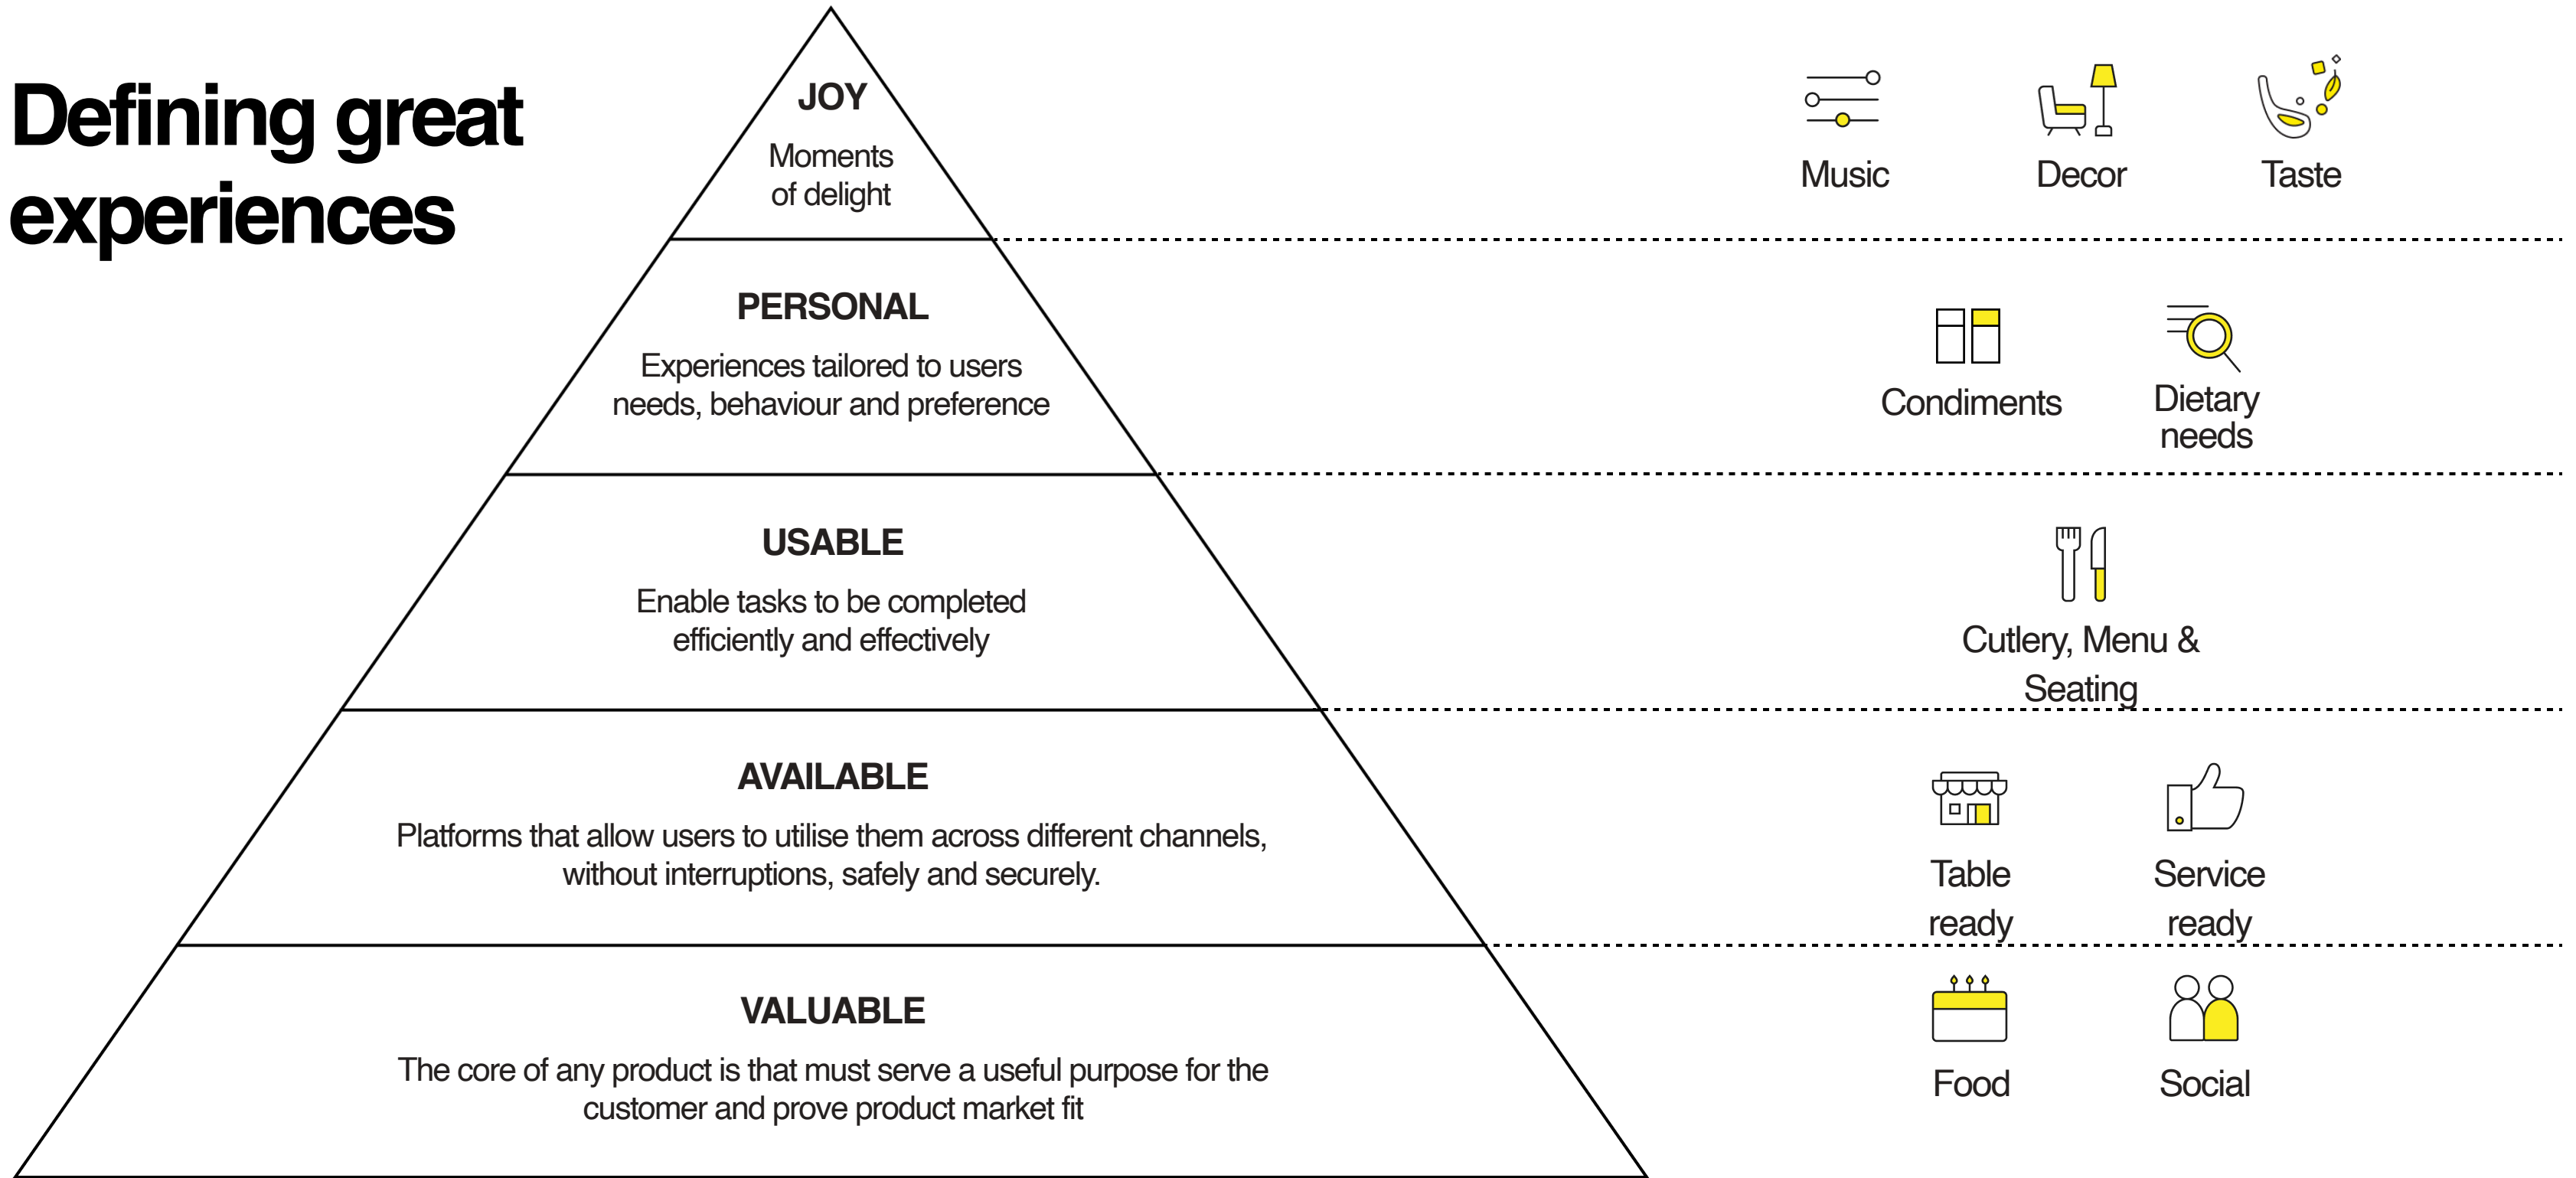 Defining great
experiences
JOY
Moments
of delight
Music
Decor
Taste
PERSONAL
Experiences tailored to users
needs, behaviour and preference
Condiments
Dietary
needs
USABLE
Enable tasks to be completed
efficiently and effectively
Cutlery, Menu &
Seating
AVAILABLE
Platforms that allow users to utilise them across different channels,
without interruptions, safely and securely.
Table
ready
Service
ready
VALUABLE
The core of any product is that must serve a useful purpose for the
customer and prove product market fit
Food
Social